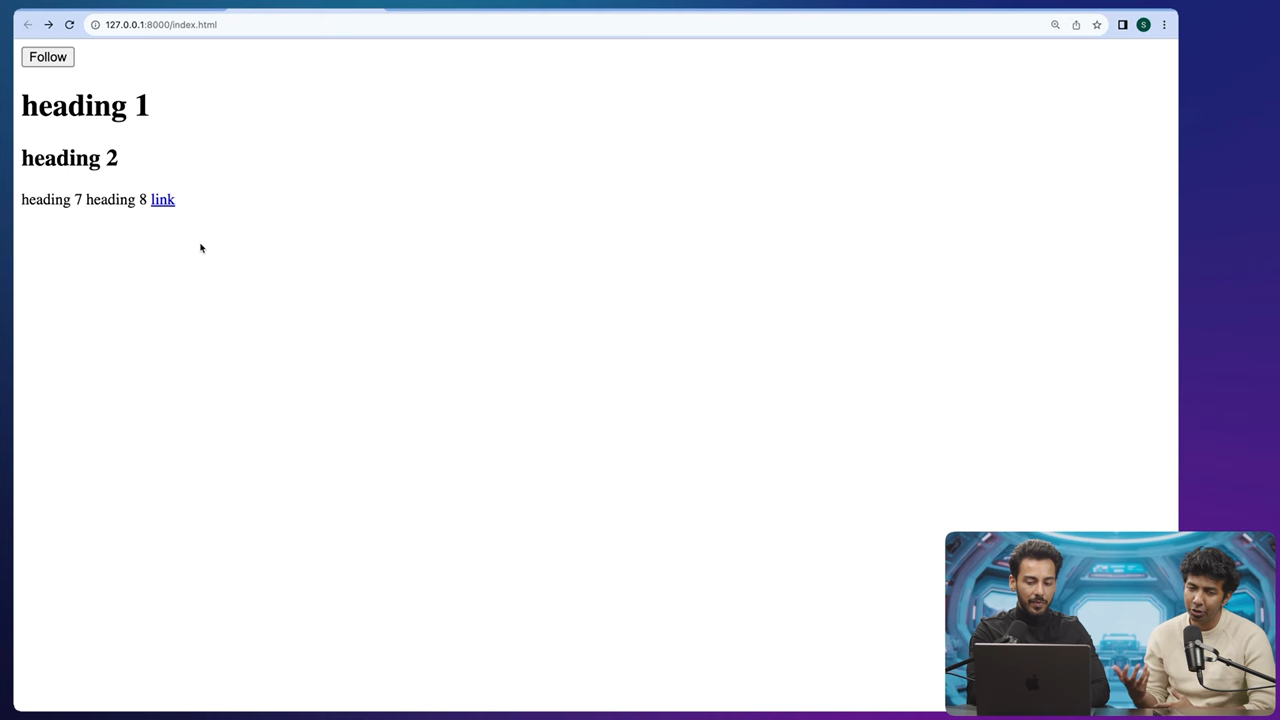 127.0.0.1:8000/index.html
S
Follow
heading 1
heading 2
heading 7 heading 8 link